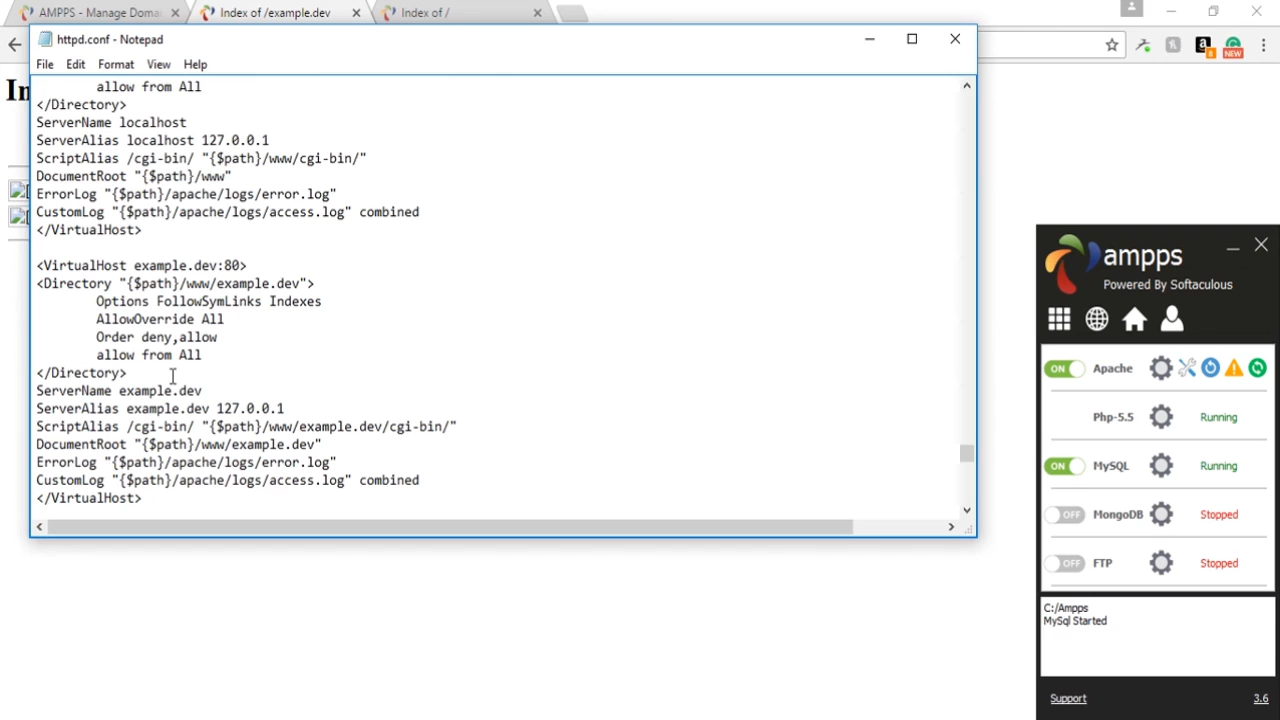 AMPPS - Manage Doma
Index of /example.dev
Index of /
httpd.conf - Notepad
File Edit Format View Help
In
allow from All
</Directory>
ServerName localhost
ServerAlias localhost 127.0.0.1
ScriptAlias /cgi-bin/ "{$path}/www/cgi-bin/"
DocumentRoot "{$path}/www"
ErrorLog "{$path}/apache/logs/error.log"
CustomLog "{$path}/apache/logs/access.log" combined
</VirtualHost>
<VirtualHost example.dev:80>
<Directory "{$path}/www/example.dev">
Options FollowSymLinks Indexes
AllowOverride All
Order deny,allow
allow from All
</Directory>
ServerName example.dev
ServerAlias example.dev 127.0.0.1
ScriptAlias /cgi-bin/ "{$path}/www/example.dev/cgi-bin/"
DocumentRoot "{$path}/www/example.dev"
ErrorLog "{$path}/apache/logs/error.log"
CustomLog "{$path}/apache/logs/access.log" combined
</VirtualHost>
a
8
NEW
ampps
Powered By Softaculous
ON Apache
Php-5.5 Running
ON MySQL Running
OFF MongoDB Stopped
OFF FTP Stopped
C:/Ampps
MySql Started
Support 3.6